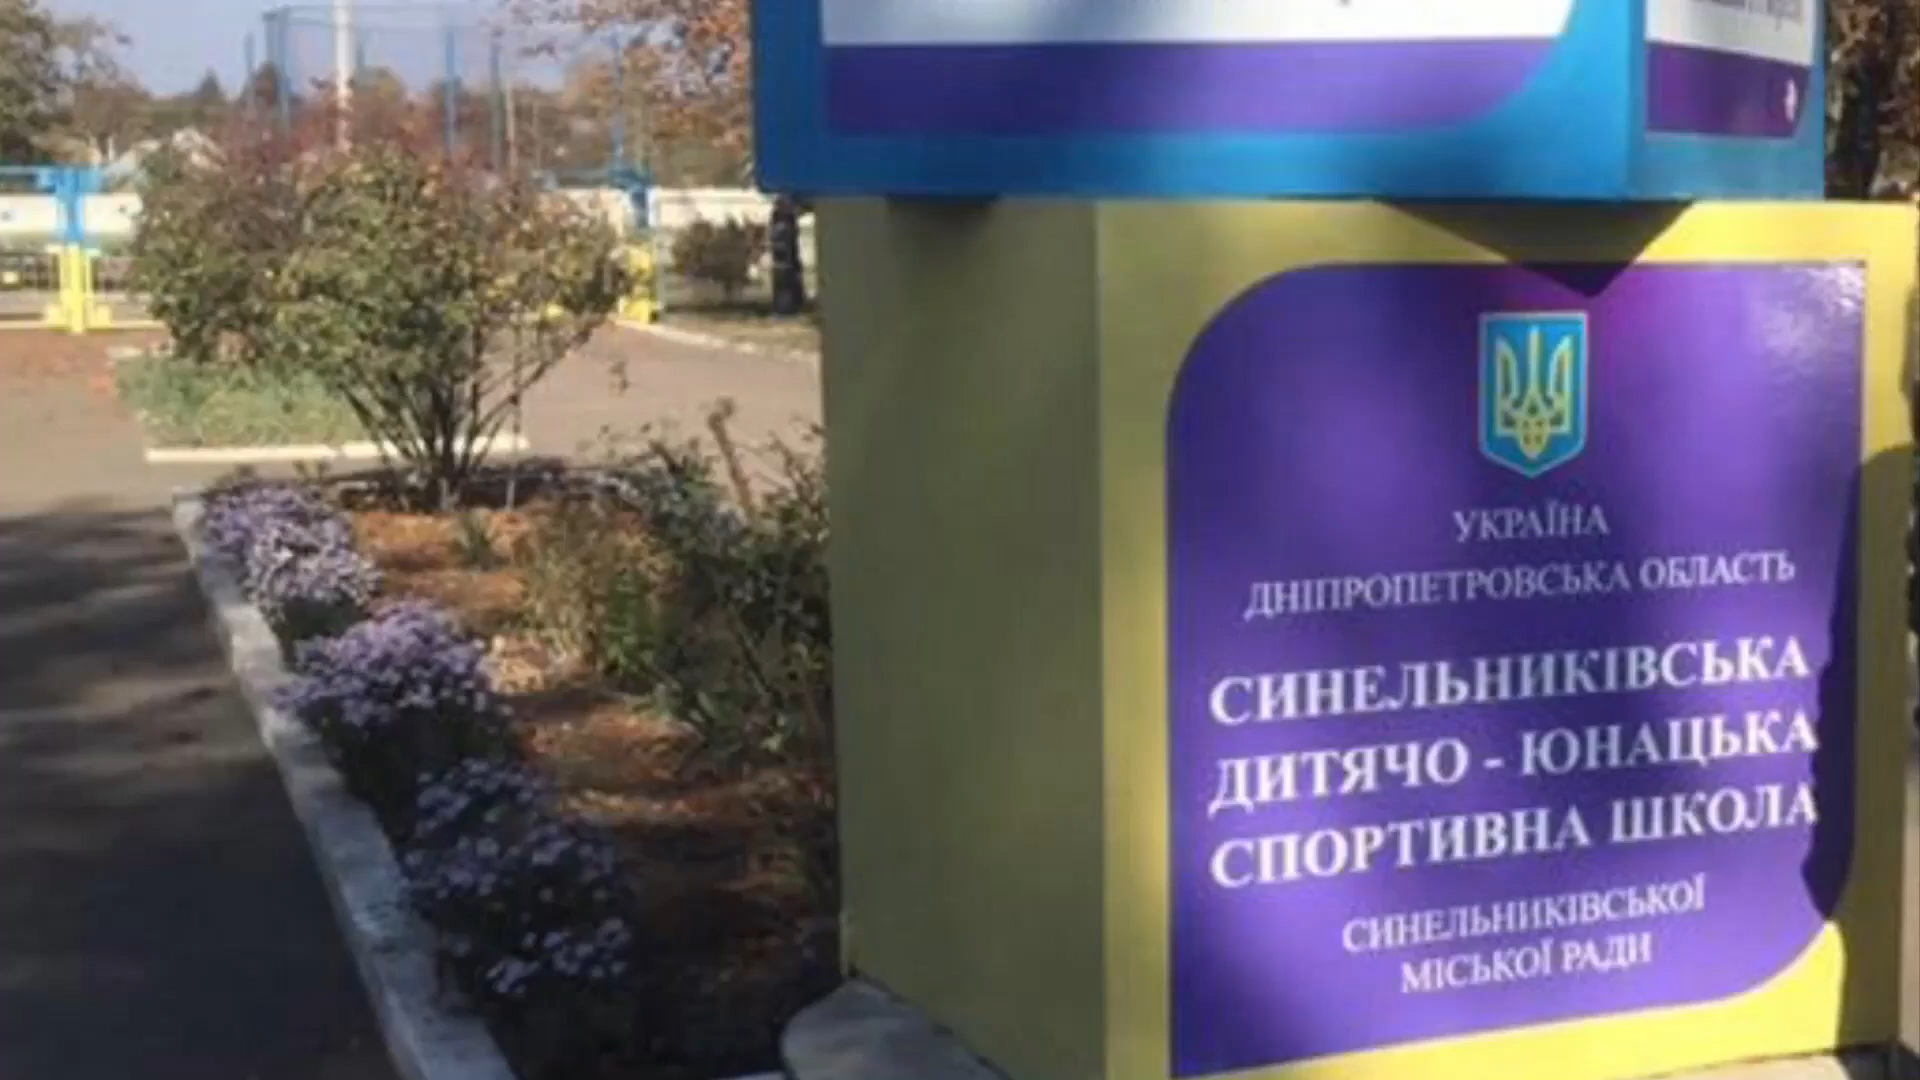 УКРАЇНА
ДНІПРОПЕТРОВСЬКА ОБЛАСТЬ
СИНЕЛЬНИКІВСЬКА
ДИТЯЧО - ЮНАЦЬКА
СПОРТИВНА ШКОЛА
СИНЕЛЬНИКІВСЬКОЇ
МІСЬКОЇ РАДИ